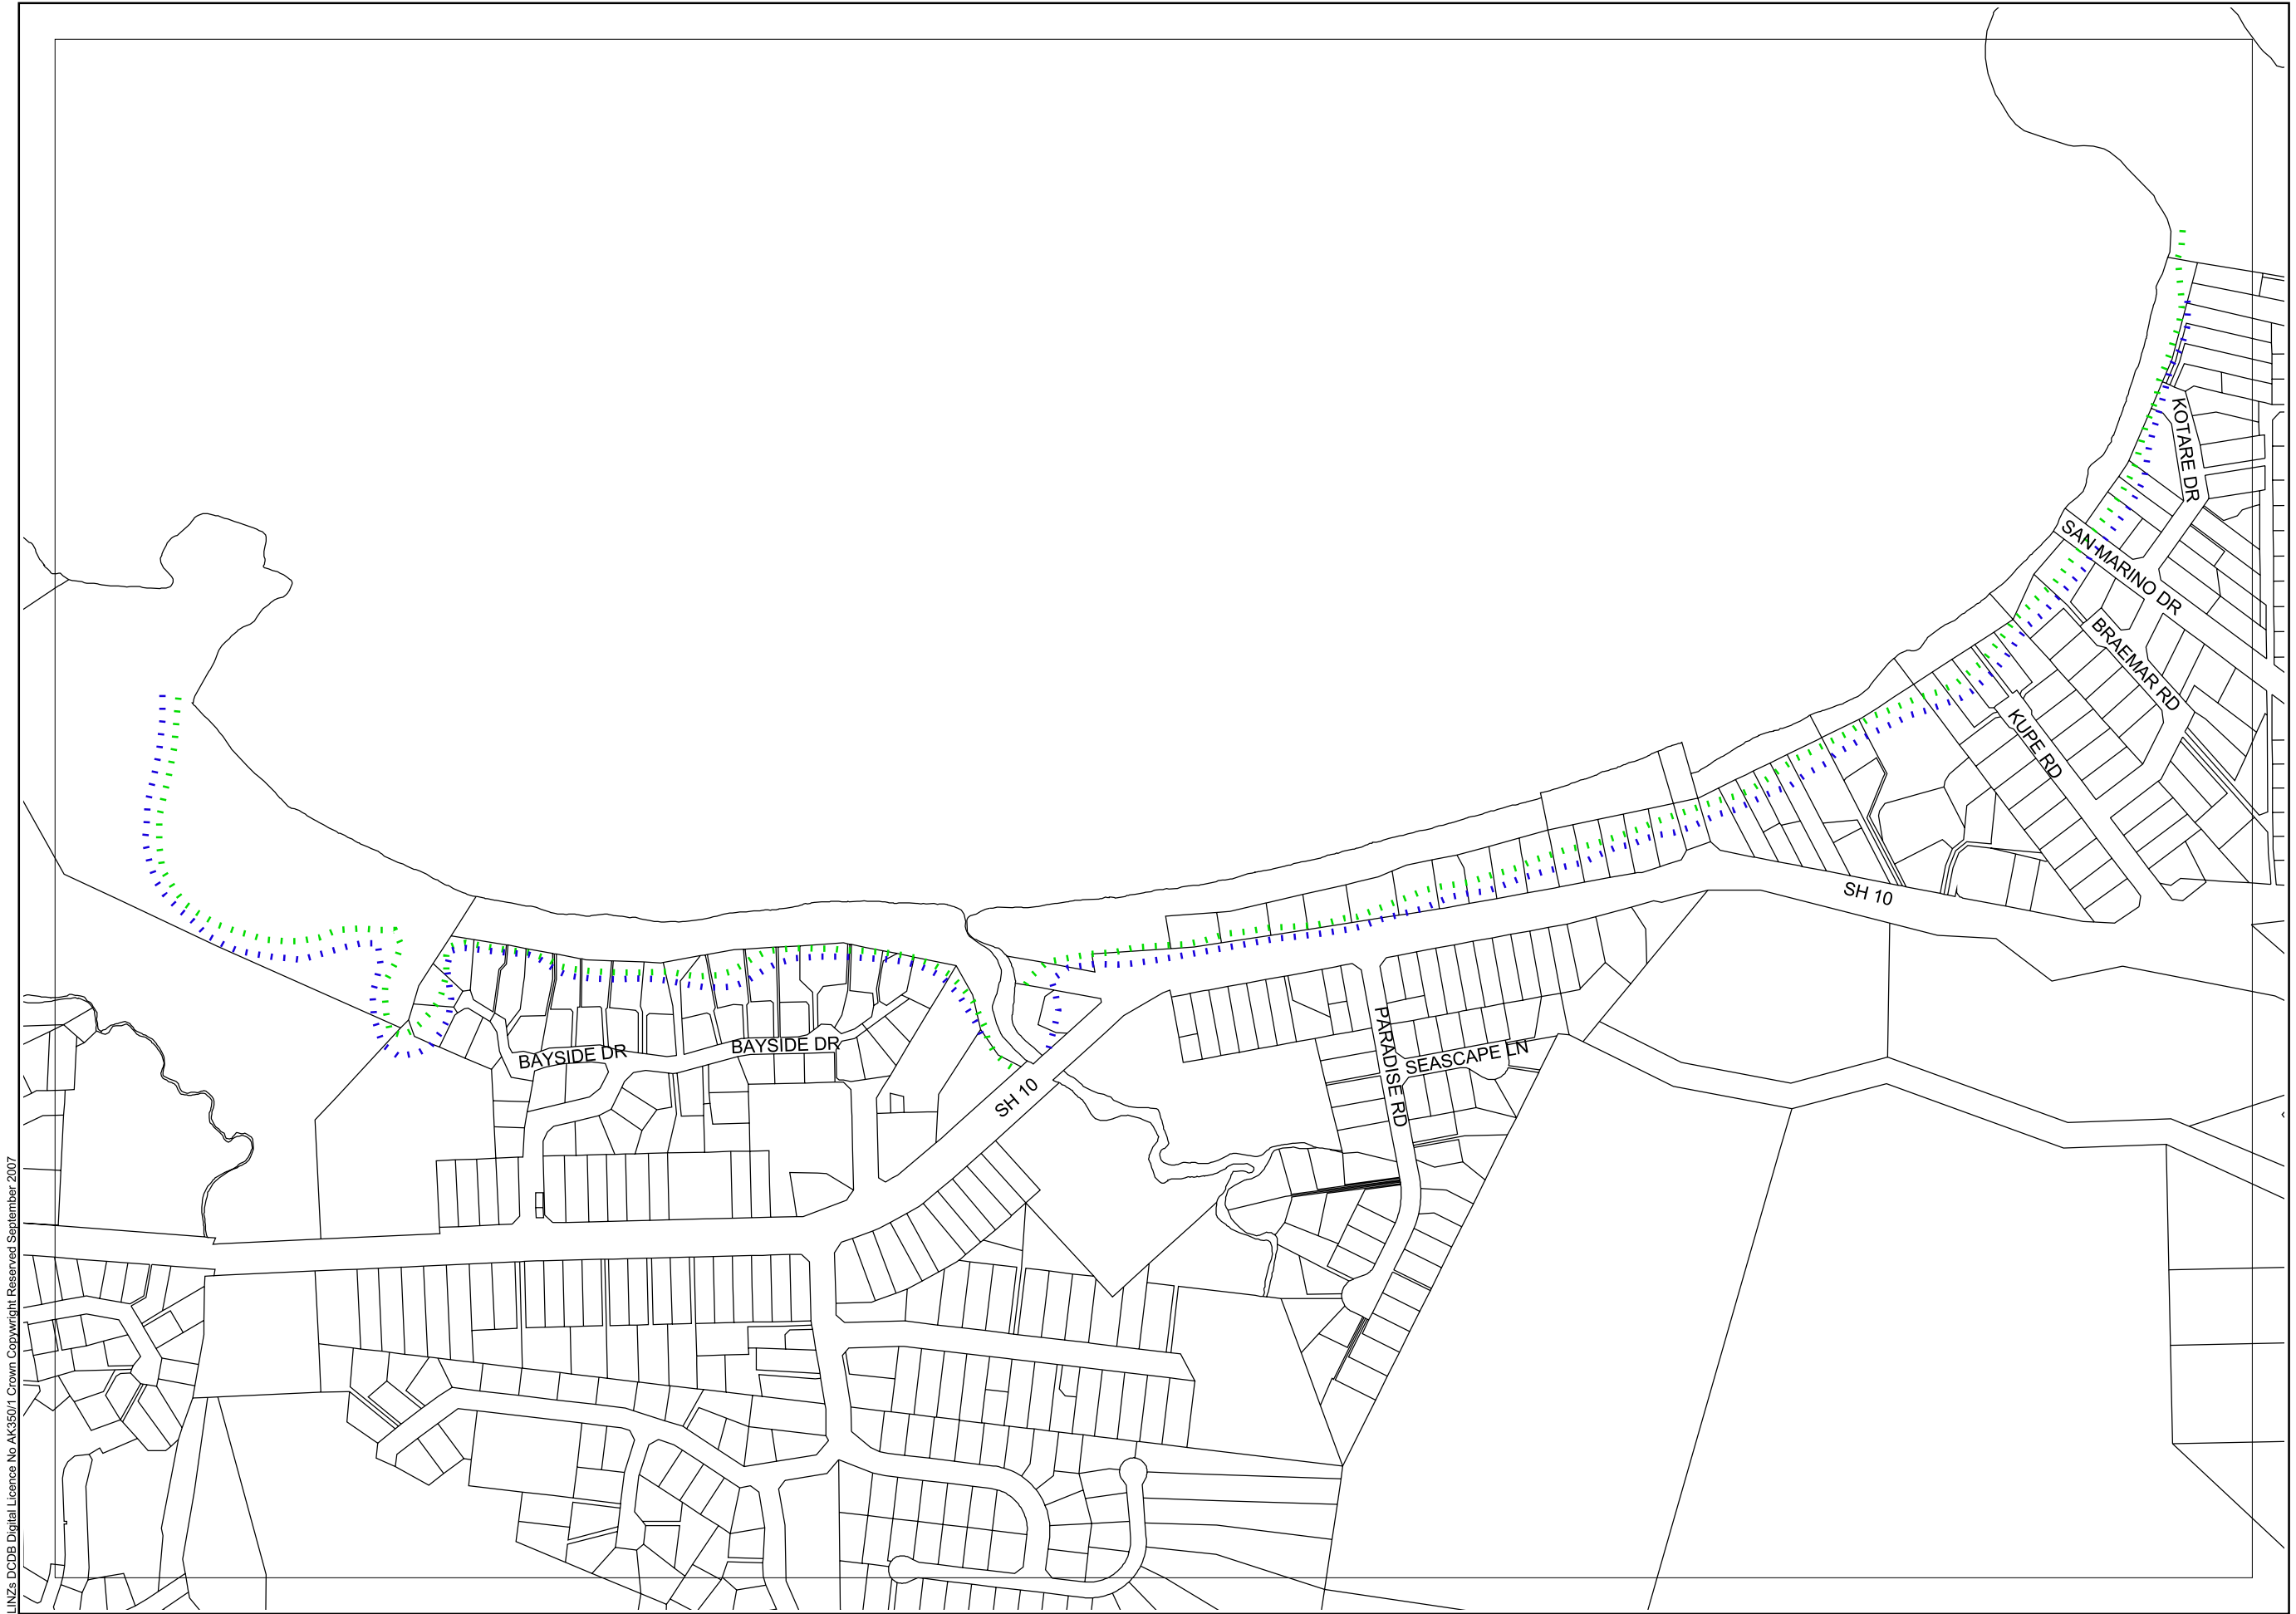 KOTARE DR
SAN MARINO DR
BRAEMAR RD
KUPE RD
SH 10
PARADISE RD
SEASCAPE LN
BAYSIDE DR
BAYSIDE DR
SH 10
LINZs DCDB Digital Licence No AK350/1 Crown Copywright Reserved September 2007